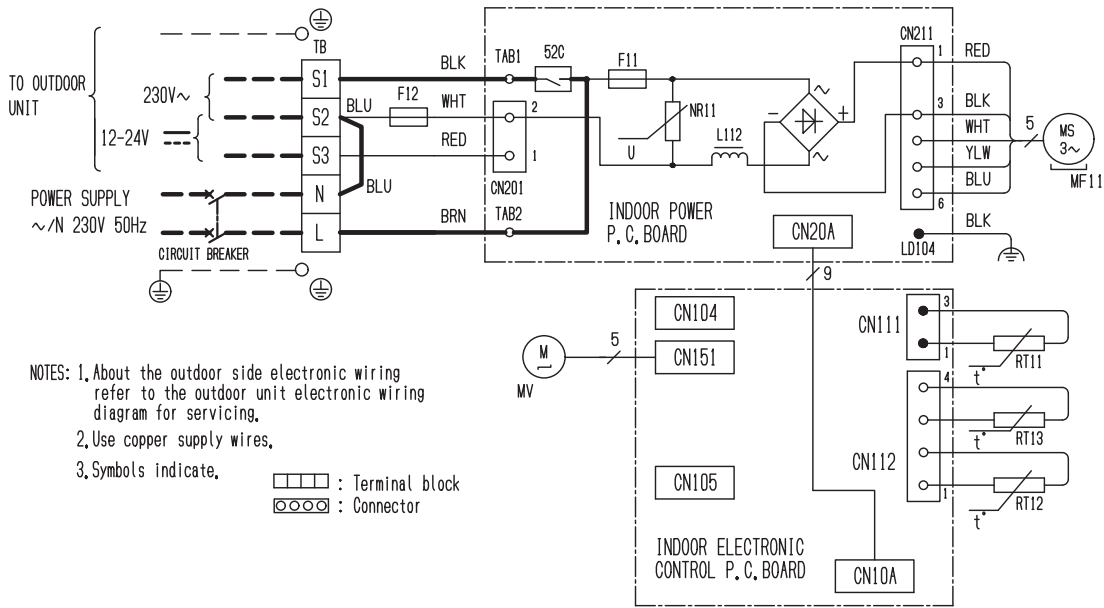 TO OUTDOOR
UNIT
230V~
12-24V
TB
S1
S2
S3
N
L
POWER SUPPLY
~/N 230V 50Hz
CIRCUIT BREAKER
BLU
BLU
F12
BLK
WHT
RED
BRN
TAB1
2
1
CN201
TAB2
52C
F11
NR11
U
L112
~
+
-
~
INDOOR POWER
P.C.BOARD
CN20A
CN211
1
3
6
RED
BLK
WHT
YLW
BLU
5
MS
3~
MF11
LD104
BLK
9
CN104
CN151
CN105
5
M
MV
CN111
3
1
RT11
t°
CN112
4
1
RT13
t°
RT12
t°
INDOOR ELECTRONIC
CONTROL P.C.BOARD
CN10A
NOTES: 1.About the outdoor side electronic wiring
refer to the outdoor unit electronic wiring
diagram for servicing.
2.Use copper supply wires.
3.Symbols indicate.
: Terminal block
: Connector